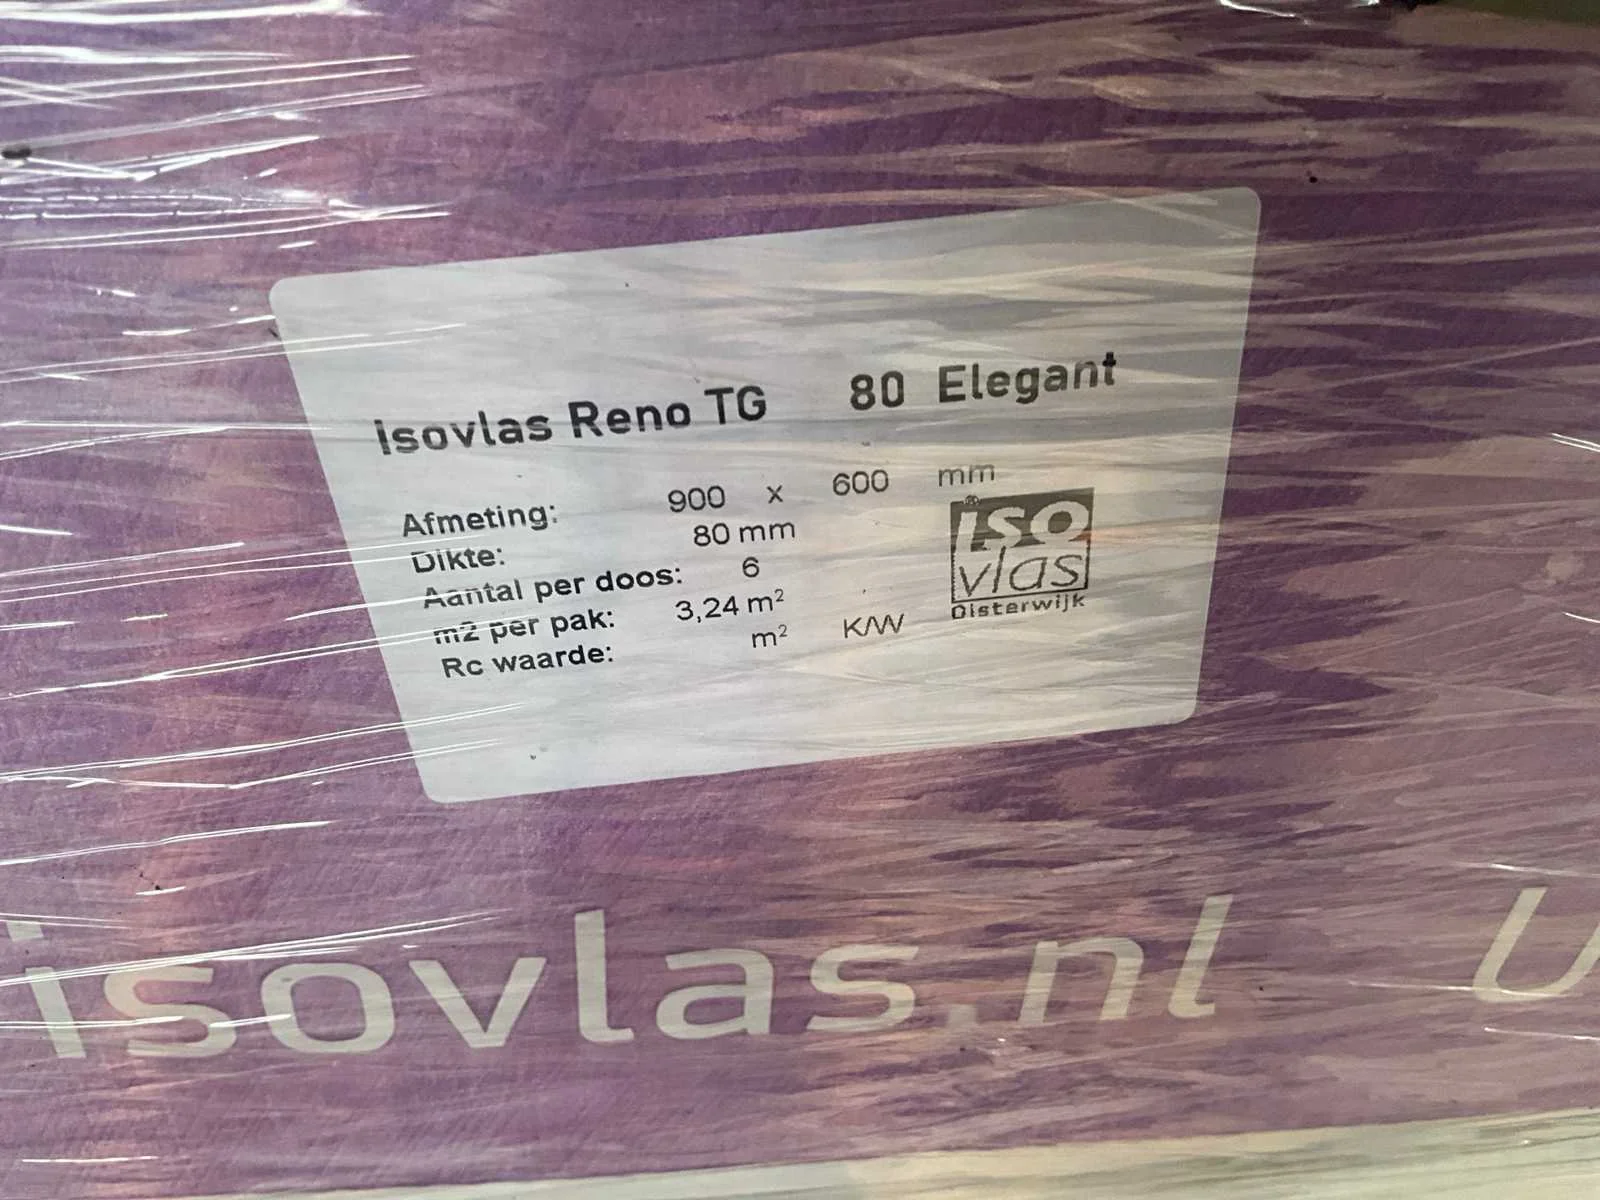 isovlas Reno TG 80 Elegant
Afmeting: 900 x 600 mm
Dikte: 80 mm
Aantal per doos: 6
m2 per pak: 3,24 m²
Rc waarde: m² K/W
® iso
vlas
Oisterwijk
isovlas.nl